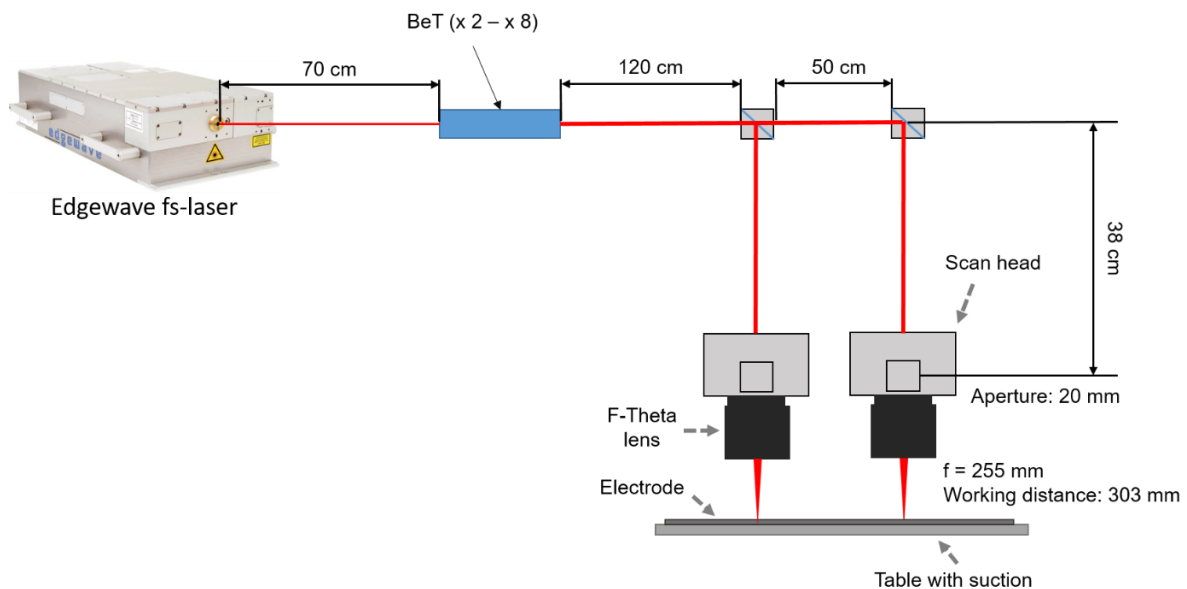 BeT (x 2 – x 8)
70 cm
120 cm
50 cm
edgewave
Edgewave fs-laser
38 cm
Scan head
Aperture: 20 mm
F-Theta
lens
f = 255 mm
Working distance: 303 mm
Electrode
Table with suction